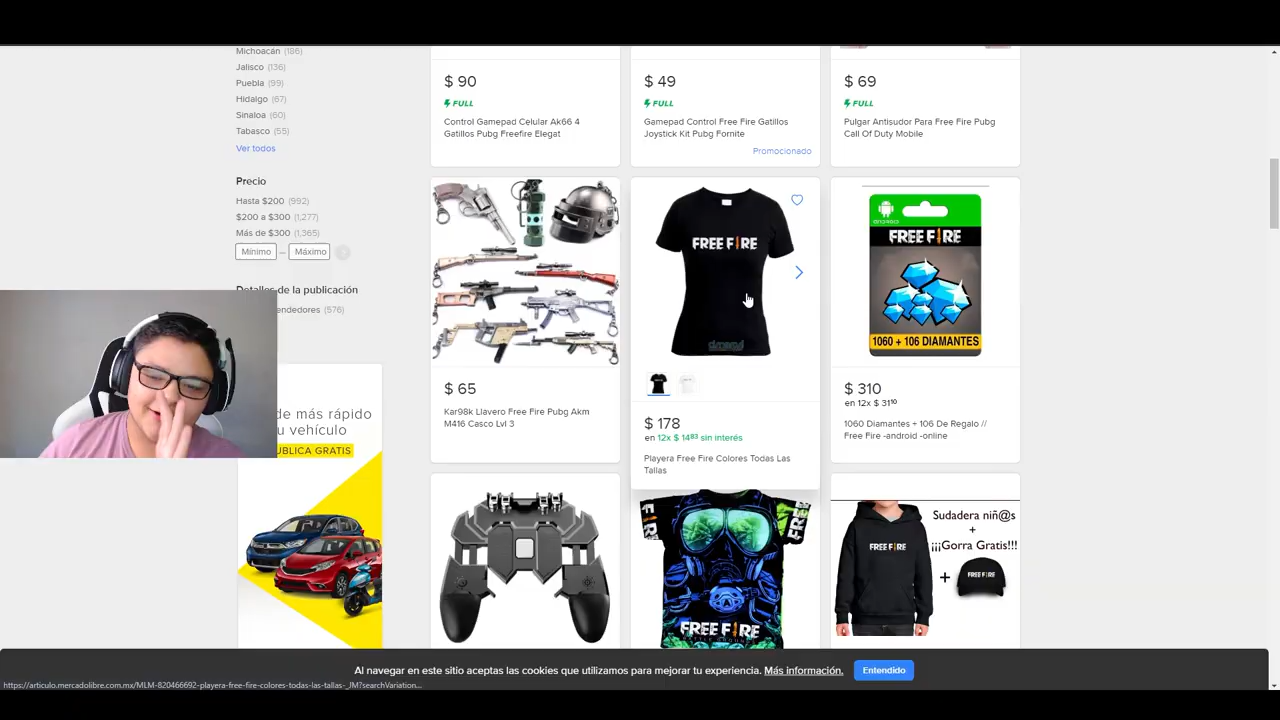 Michoacán (186)
Jalisco (136)
Puebla (99)
Hidalgo (67)
Sinaloa (60)
Tabasco (55)
Ver todos
Precio
Hasta $200 (992)
$200 a $300 (1,277)
Más de $300 (1,365)
Mínimo – Máximo
Detalles de la publicación
endedores (576)
de más rápido
u vehículo
UBLICA GRATIS
$ 90
FULL
Control Gamepad Celular Ak66 4
Gatillos Pubg Freefire Elegat
$ 49
FULL
Gamepad Control Free Fire Gatillos
Joystick Kit Pubg Fornite
Promocionado
$ 69
FULL
Pulgar Antisudor Para Free Fire Pubg
Call Of Duty Mobile
$ 65
Kar98k Llavero Free Fire Pubg Akm
M416 Casco Lvl 3
FREE FIRE
$ 178
en 12x $ 14⁸³ sin interés
Playera Free Fire Colores Todas Las
Tallas
ANDROID
FREE FIRE
1060 + 106 DIAMANTES
$ 310
en 12x $ 31¹⁰
1060 Diamantes + 106 De Regalo //
Free Fire -android -online
FREE
FREE FIRE
Sudadera niñ@s
+
¡¡¡Gorra Gratis!!!
FREE FIRE
+
FREE FIRE
Al navegar en este sitio aceptas las cookies que utilizamos para mejorar tu experiencia. Más información.
Entendido
https://articulo.mercadolibre.com.mx/MLM-820466692-playera-free-fire-colores-todas-las-tallas-_JM?searchVariation...